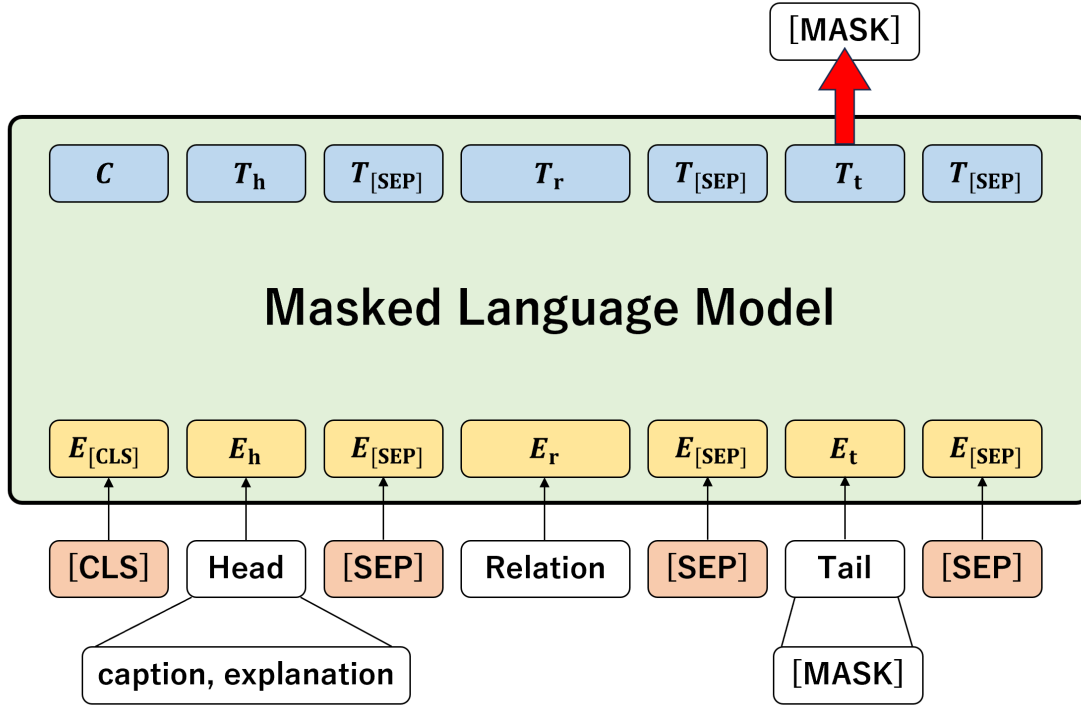 [MASK]
C T_h T_[SEP] T_r T_[SEP] T_t T_[SEP]
Masked Language Model
E_[CLS] E_h E_[SEP] E_r E_[SEP] E_t E_[SEP]
[CLS] Head [SEP] Relation [SEP] Tail [SEP]
caption, explanation [MASK]